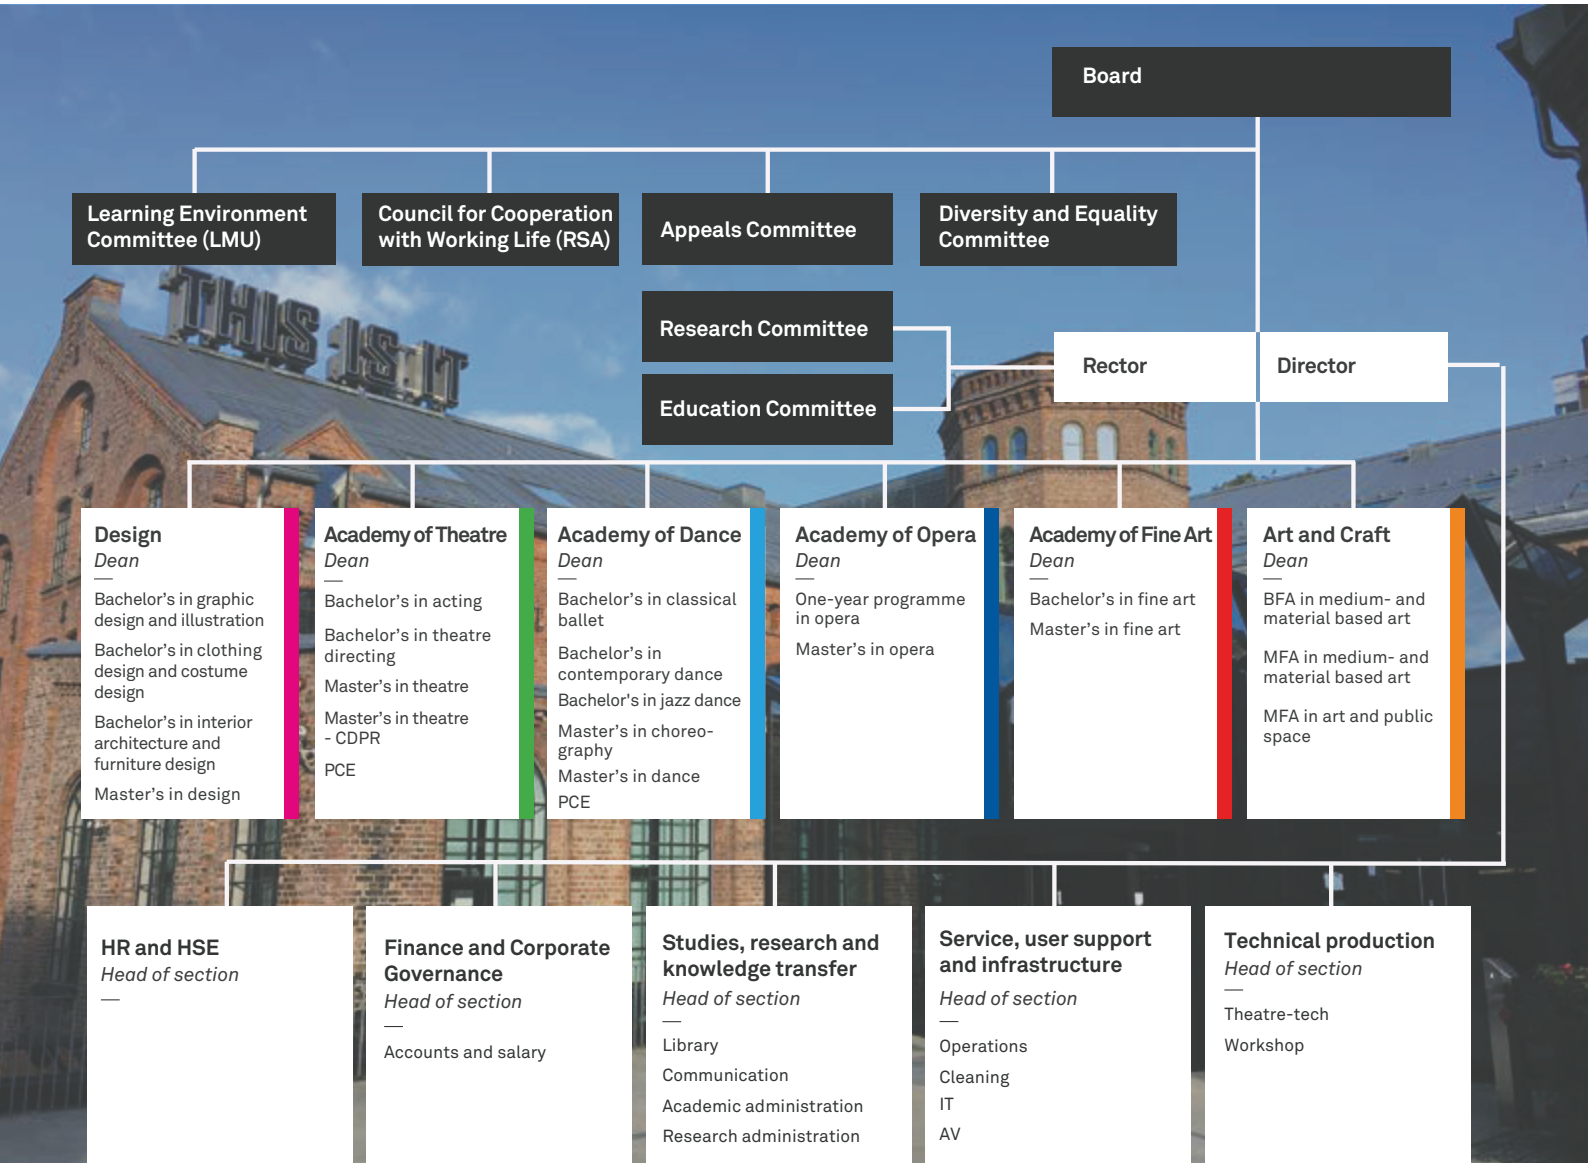 Board
Learning Environment
Committee (LMU)
Council for Cooperation
with Working Life (RSA)
Appeals Committee
Diversity and Equality
Committee
THIS IS IT
Research Committee
Education Committee
Rector
Director
Design
Dean
—
Bachelor's in graphic
design and illustration
Bachelor's in clothing
design and costume
design
Bachelor's in interior
architecture and
furniture design
Master's in design
Academy of Theatre
Dean
—
Bachelor's in acting
Bachelor's in theatre
directing
Master's in theatre
Master's in theatre
- CDPR
PCE
Academy of Dance
Dean
—
Bachelor's in classical
ballet
Bachelor's in
contemporary dance
Bachelor's in jazz dance
Master's in choreo-
graphy
Master's in dance
PCE
Academy of Opera
Dean
—
One-year programme
in opera
Master's in opera
Academy of Fine Art
Dean
—
Bachelor's in fine art
Master's in fine art
Art and Craft
Dean
—
BFA in medium- and
material based art
MFA in medium- and
material based art
MFA in art and public
space
HR and HSE
Head of section
—
Finance and Corporate
Governance
Head of section
—
Accounts and salary
Studies, research and
knowledge transfer
Head of section
—
Library
Communication
Academic administration
Research administration
Service, user support
and infrastructure
Head of section
—
Operations
Cleaning
IT
AV
Technical production
Head of section
—
Theatre-tech
Workshop